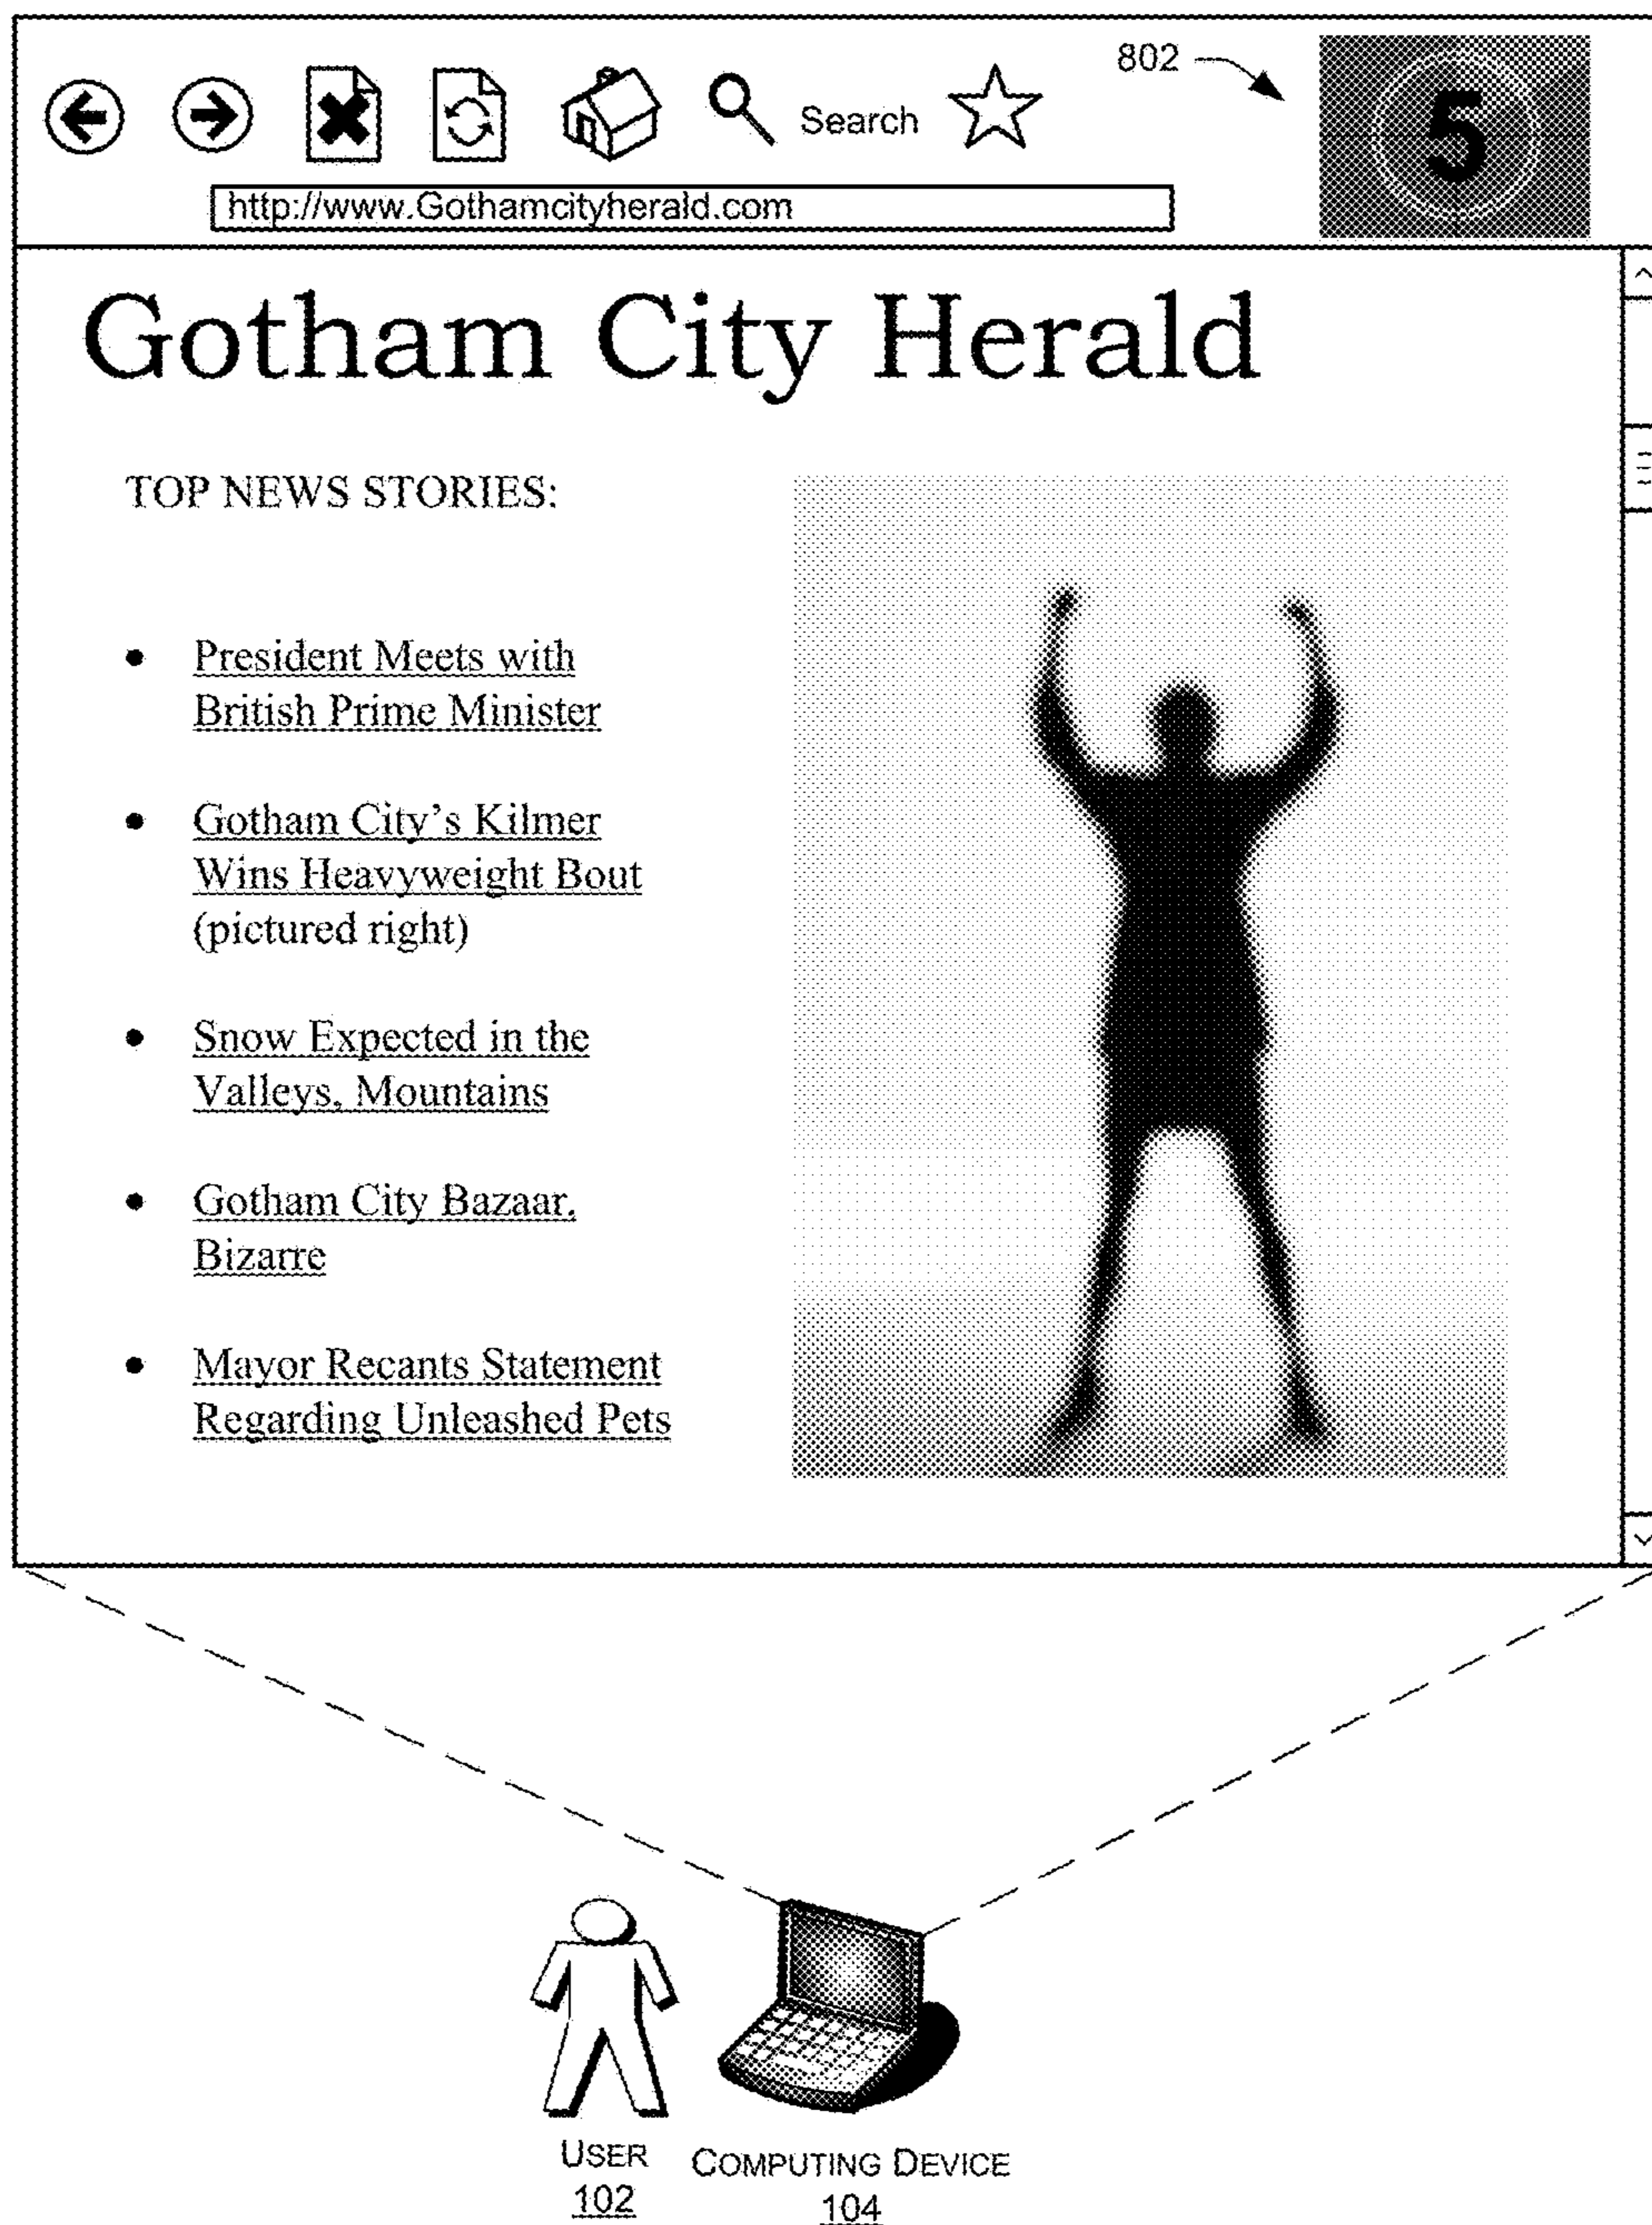 802
5
Search
http://www.Gothamcityherald.com
Gotham City Herald
TOP NEWS STORIES:
• President Meets with
British Prime Minister
• Gotham City's Kilmer
Wins Heavyweight Bout
(pictured right)
• Snow Expected in the
Valleys, Mountains
• Gotham City Bazaar,
Bizarre
• Mayor Recants Statement
Regarding Unleashed Pets
USER
102
COMPUTING DEVICE
104